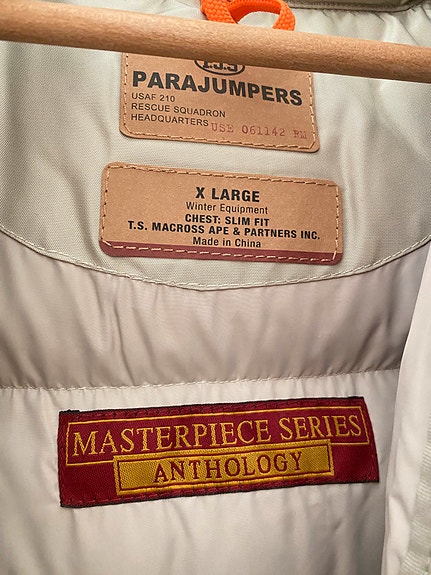 PARAJUMPERS
USAF 210
RESCUE SQUADRON
HEADQUARTERS USE 061142 RM
X LARGE
Winter Equipment
CHEST: SLIM FIT
T.S. MACROSS APE & PARTNERS INC.
Made in China
MASTERPIECE SERIES
ANTHOLOGY